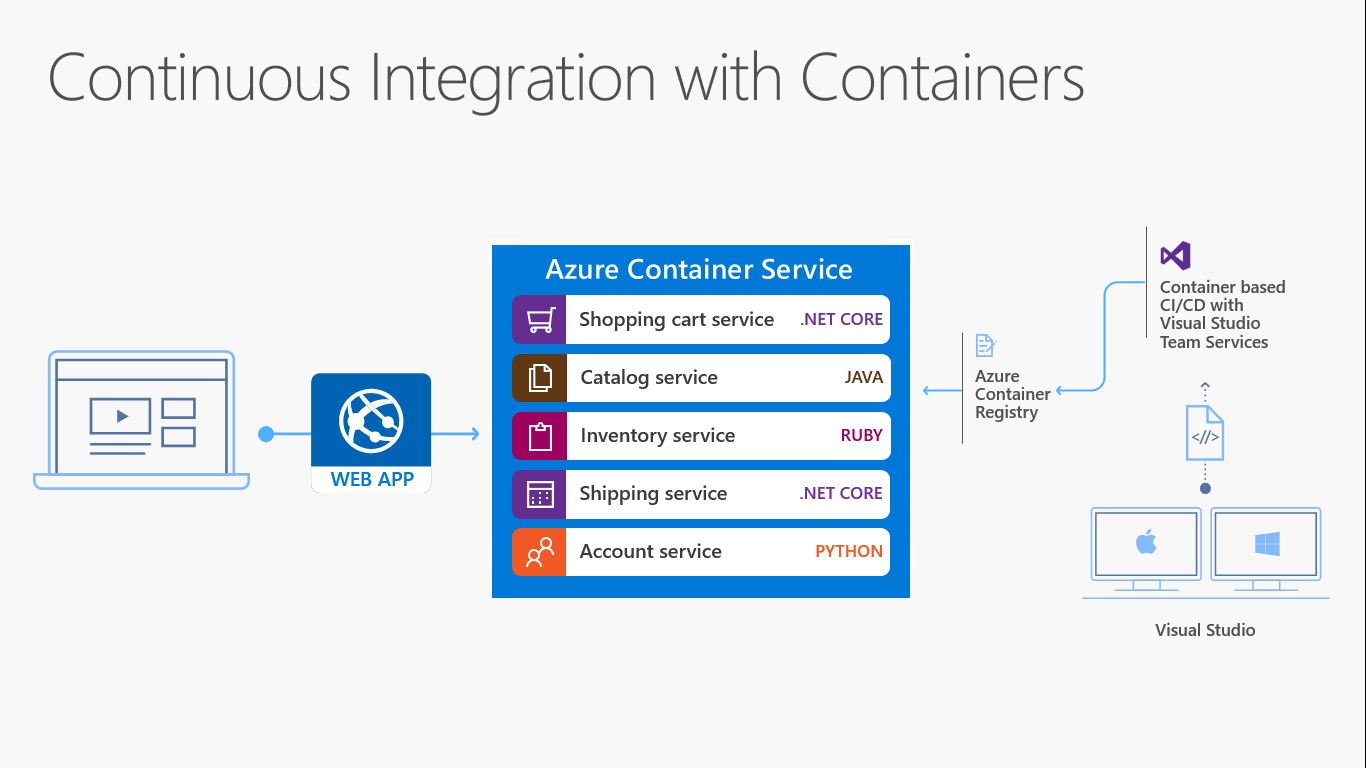 Continuous Integration with Containers
WEB APP
Azure Container Service
Shopping cart service .NET CORE
Catalog service JAVA
Inventory service RUBY
Shipping service .NET CORE
Account service PYTHON
Azure
Container
Registry
Container based
CI/CD with
Visual Studio
Team Services
<//>
Visual Studio